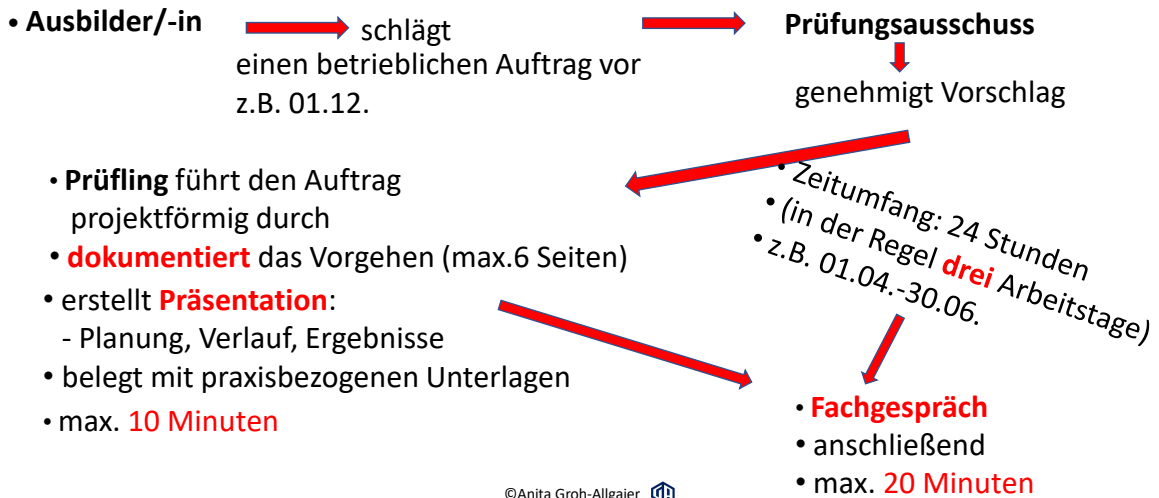 • Ausbilder/-in
schlägt
einen betrieblichen Auftrag vor
z.B. 01.12.
Prüfungsausschuss
genehmigt Vorschlag
• Prüfling führt den Auftrag
projektförmig durch
• dokumentiert das Vorgehen (max.6 Seiten)
• erstellt Präsentation:
- Planung, Verlauf, Ergebnisse
• belegt mit praxisbezogenen Unterlagen
• max. 10 Minuten
• Zeitumfang: 24 Stunden
• (in der Regel drei Arbeitstage)
• z.B. 01.04.-30.06.
• Fachgespräch
• anschließend
• max. 20 Minuten
©Anita Groh-Allgaier